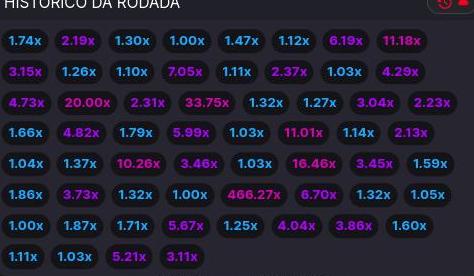 HISTÓRICO DA RODADA
1.74x 2.19x 1.30x 1.00x 1.47x 1.12x 6.19x 11.18x
3.15x 1.26x 1.10x 7.05x 1.11x 2.37x 1.03x 4.29x
4.73x 20.00x 2.31x 33.75x 1.32x 1.27x 3.04x 2.23x
1.66x 4.82x 1.79x 5.99x 1.03x 11.01x 1.14x 2.13x
1.04x 1.37x 10.26x 3.46x 1.03x 16.46x 3.45x 1.59x
1.86x 3.73x 1.32x 1.00x 466.27x 6.70x 1.32x 1.05x
1.00x 1.87x 1.71x 5.67x 1.25x 4.04x 3.86x 1.60x
1.11x 1.03x 5.21x 3.11x